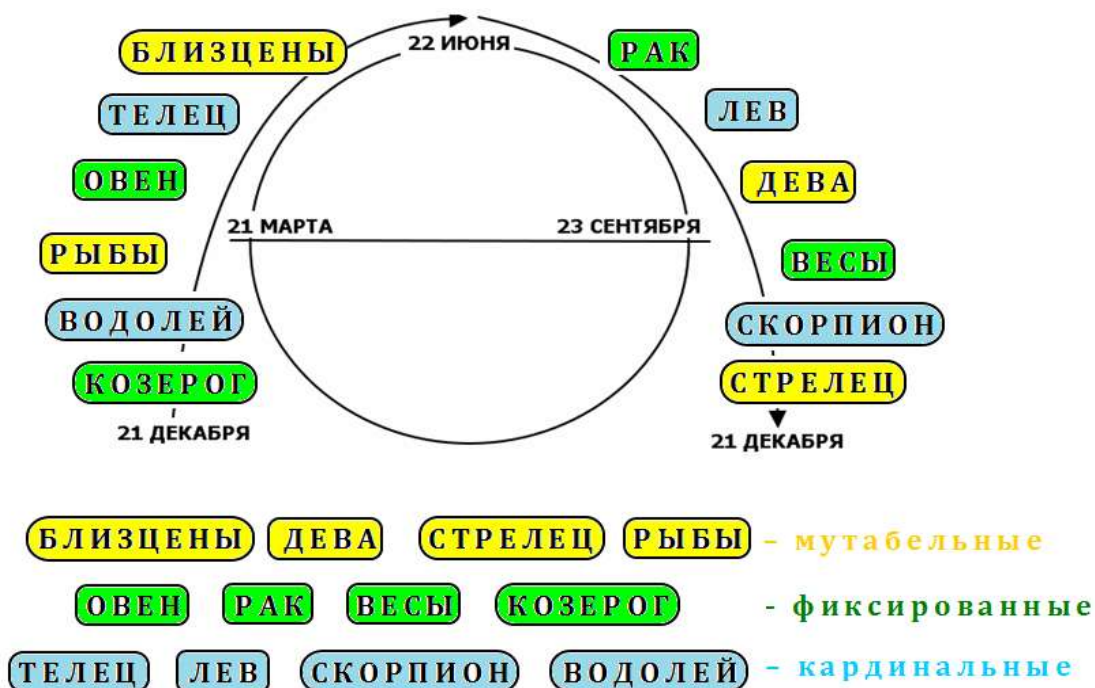 БЛИЗЦЕНЫ
22 ИЮНЯ
РАК
ТЕЛЕЦ
ЛЕВ
ОВЕН
ДЕВА
21 МАРТА
23 СЕНТЯБРЯ
РЫБЫ
ВЕСЫ
ВОДОЛЕЙ
СКОРПИОН
КОЗЕРОГ
СТРЕЛЕЦ
21 ДЕКАБРЯ
21 ДЕКАБРЯ
БЛИЗЦЕНЫ ДЕВА СТРЕЛЕЦ РЫБЫ – мутабельные
ОВЕН РАК ВЕСЫ КОЗЕРОГ - фиксированные
ТЕЛЕЦ ЛЕВ СКОРПИОН ВОДОЛЕЙ – кардинальные